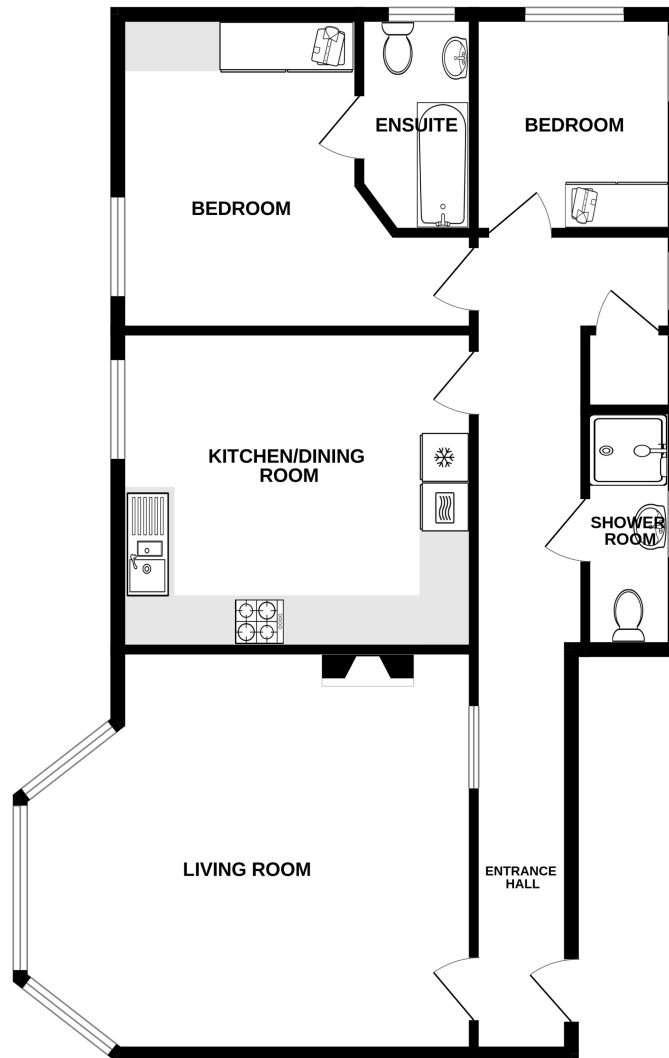 ENSUITE
BEDROOM
BEDROOM
KITCHEN/DINING
ROOM
SHOWER
ROOM
LIVING ROOM
ENTRANCE
HALL